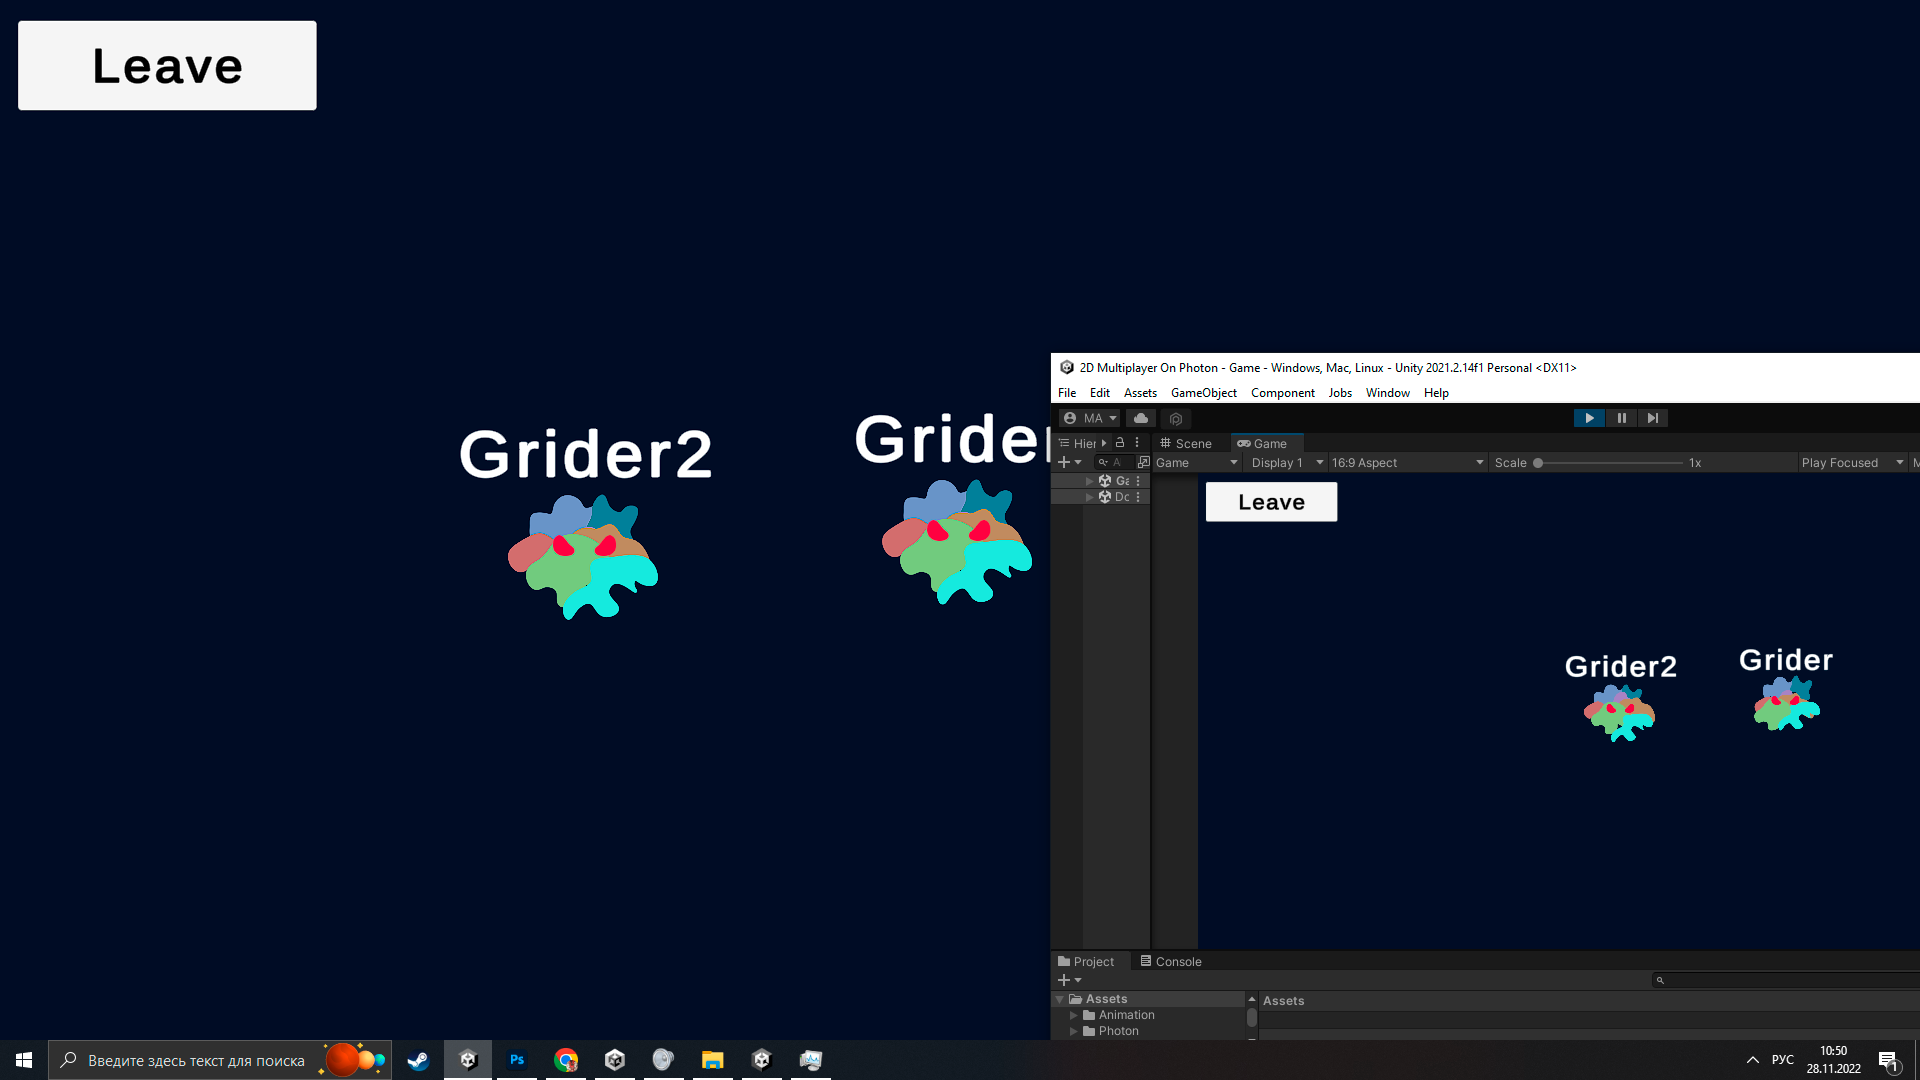 Leave
Grider2
Grider
2D Multiplayer On Photon - Game - Windows, Mac, Linux - Unity 2021.2.14f1 Personal <DX11>
File Edit Assets GameObject Component Jobs Window Help
MA
Hier Scene Game
Game Display 1 16:9 Aspect Scale 1x Play Focused
Leave
Grider2
Grider
Project Console
Assets
Assets
Animation
Photon
Введите здесь текст для поиска
Ps
РУС
10:50
28.11.2022
1